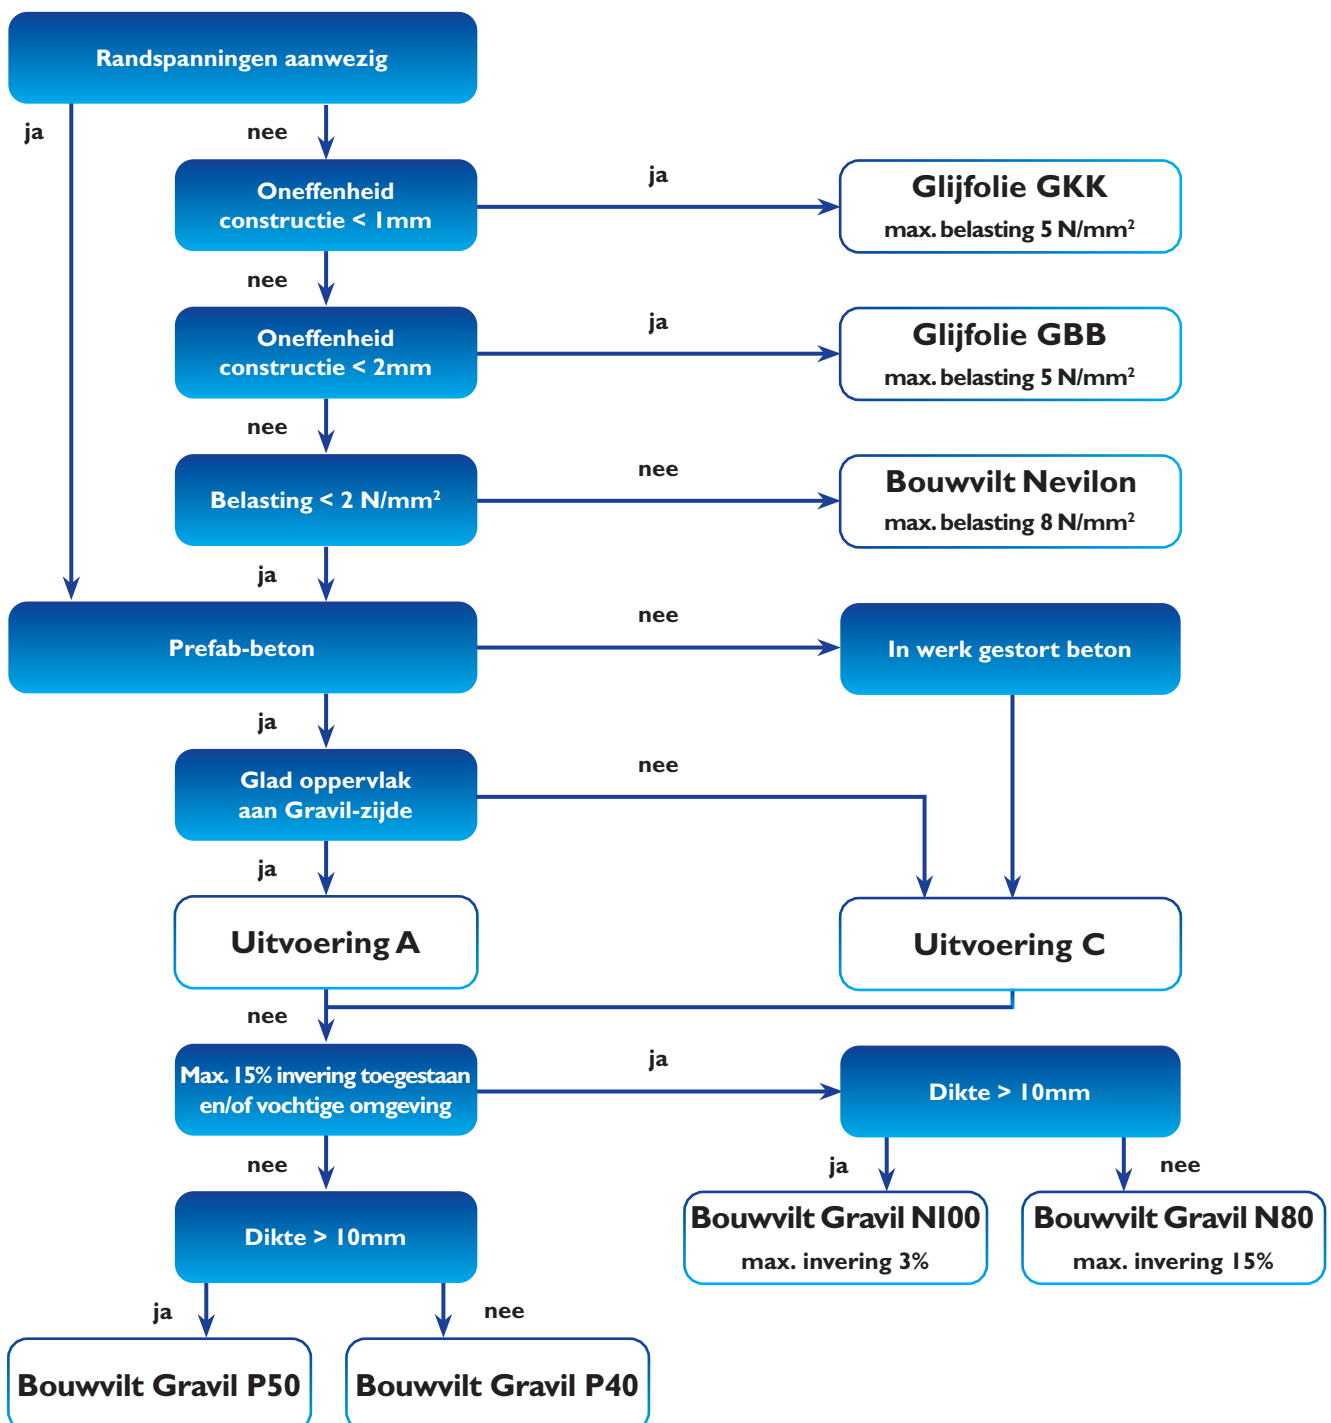 Randspanningen aanwezig
ja
nee
Oneffenheid
constructie < 1mm
ja
Glijfolie GKK
max. belasting 5 N/mm²
nee
Oneffenheid
constructie < 2mm
ja
Glijfolie GBB
max. belasting 5 N/mm²
nee
Belasting < 2 N/mm²
nee
Bouwvilt Nevilon
max. belasting 8 N/mm²
ja
Prefab-beton
nee
In werk gestort beton
ja
Glad oppervlak
aan Gravil-zijde
nee
ja
Uitvoering A
Uitvoering C
nee
Max. 15% invering toegestaan
en/of vochtige omgeving
ja
Dikte > 10mm
nee
ja
nee
Dikte > 10mm
Bouwvilt Gravil N100
max. invering 3%
Bouwvilt Gravil N80
max. invering 15%
ja
nee
Bouwvilt Gravil P50
Bouwvilt Gravil P40